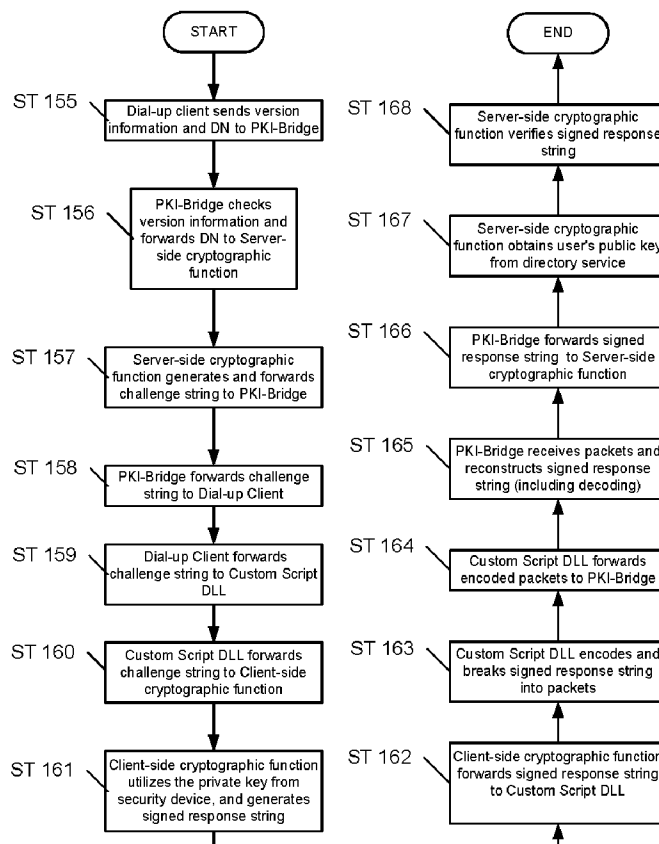 START
ST 155
Dial-up client sends version
information and DN to PKI-Bridge
ST 156
PKI-Bridge checks
version information and
forwards DN to Server-
side cryptographic
function
ST 157
Server-side cryptographic
function generates and forwards
challenge string to PKI-Bridge
ST 158
PKI-Bridge forwards challenge
string to Dial-up Client
ST 159
Dial-up Client forwards
challenge string to Custom Script
DLL
ST 160
Custom Script DLL forwards
challenge string to Client-side
cryptographic function
ST 161
Client-side cryptographic function
utilizes the private key from
security device, and generates
signed response string
END
ST 168
Server-side cryptographic
function verifies signed response
string
ST 167
Server-side cryptographic
function obtains user's public key
from directory service
ST 166
PKI-Bridge forwards signed
response string to Server-side
cryptographic function
ST 165
PKI-Bridge receives packets and
reconstructs signed response
string (including decoding)
ST 164
Custom Script DLL forwards
encoded packets to PKI-Bridge
ST 163
Custom Script DLL encodes and
breaks signed response string
into packets
ST 162
Client-side cryptographic function
forwards signed response string
to Custom Script DLL